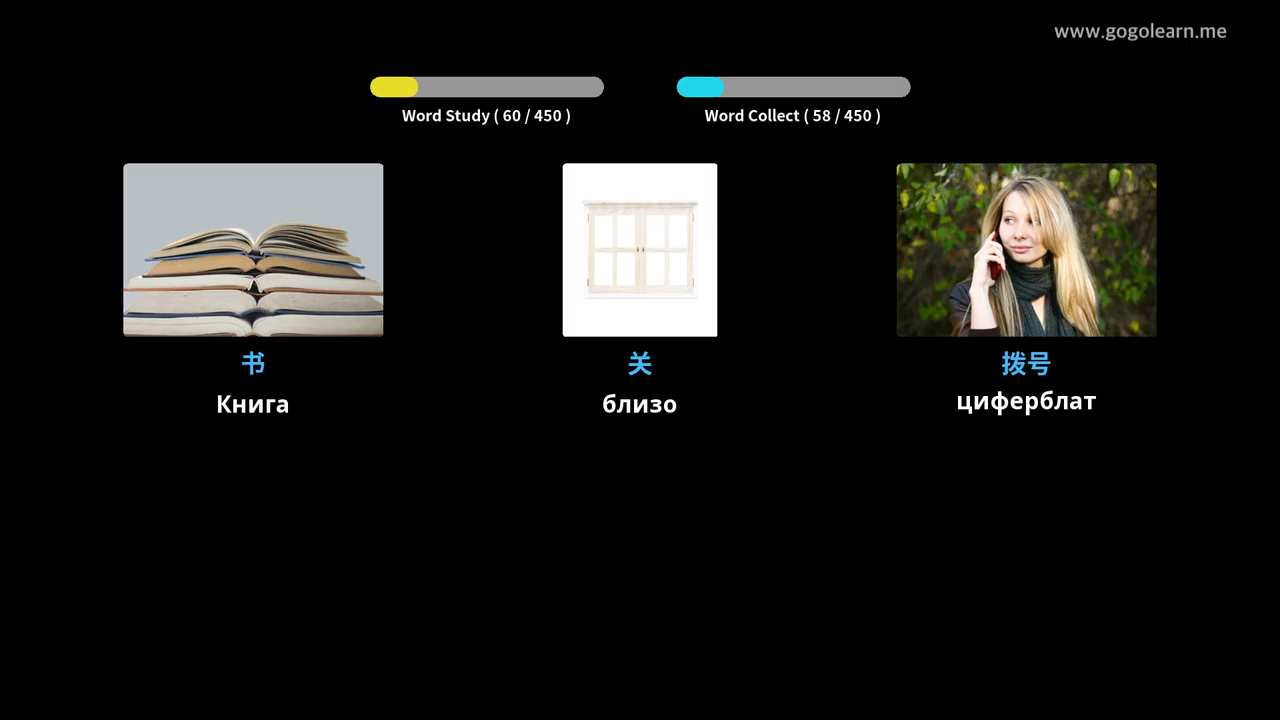 www.gogolearn.me
Word Study ( 60 / 450 )
Word Collect ( 58 / 450 )
书
关
拨号
Книга
близо
циферблат